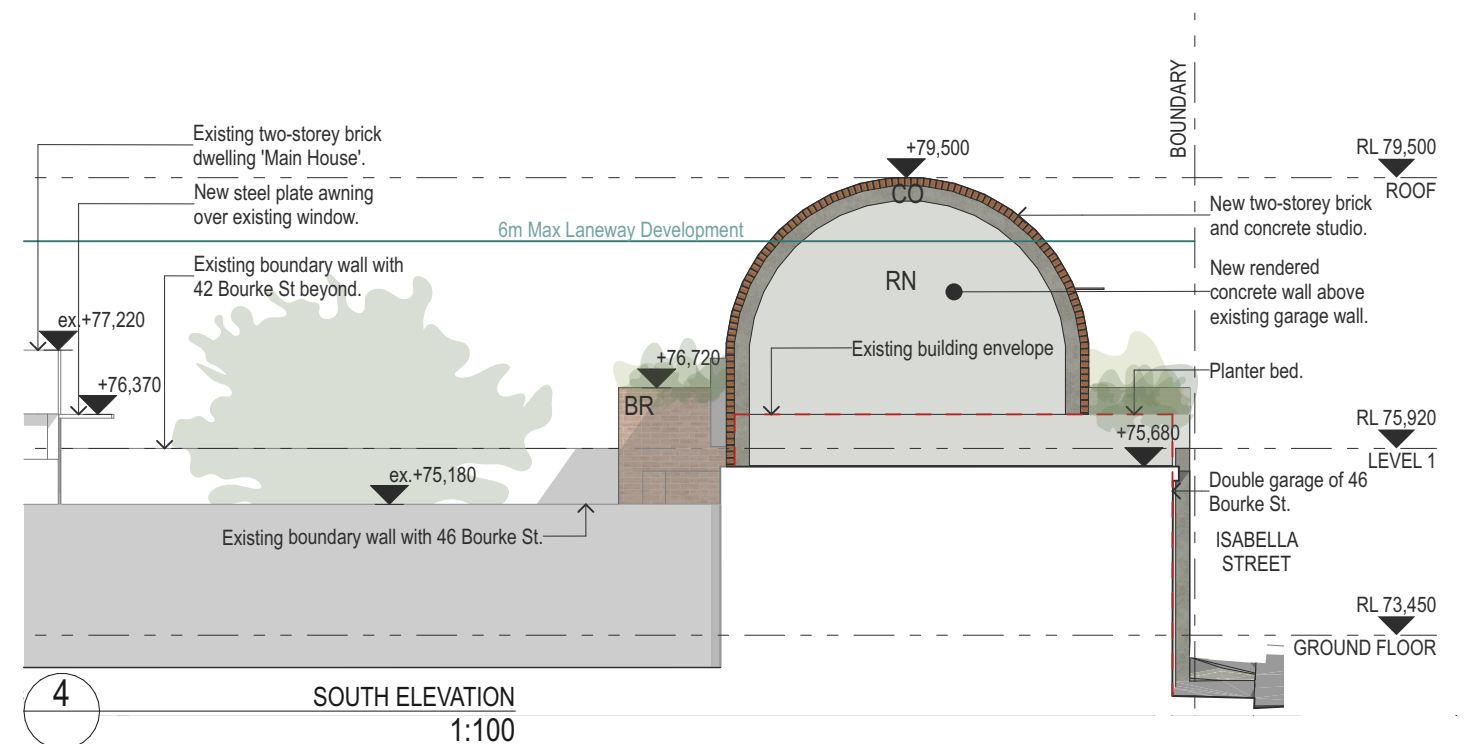 Existing two-storey brick
dwelling 'Main House'.
New steel plate awning
over existing window.
Existing boundary wall with
42 Bourke St beyond.
ex.+77,220
+76,370
ex.+75,180
Existing boundary wall with 46 Bourke St.
6m Max Laneway Development
+79,500
CO
RN
Existing building envelope
+76,720
BR
+75,680
BOUNDARY
RL 79,500
ROOF
New two-storey brick
and concrete studio.
New rendered
concrete wall above
existing garage wall.
Planter bed.
RL 75,920
LEVEL 1
Double garage of 46
Bourke St.
ISABELLA
STREET
RL 73,450
GROUND FLOOR
4
SOUTH ELEVATION
1:100